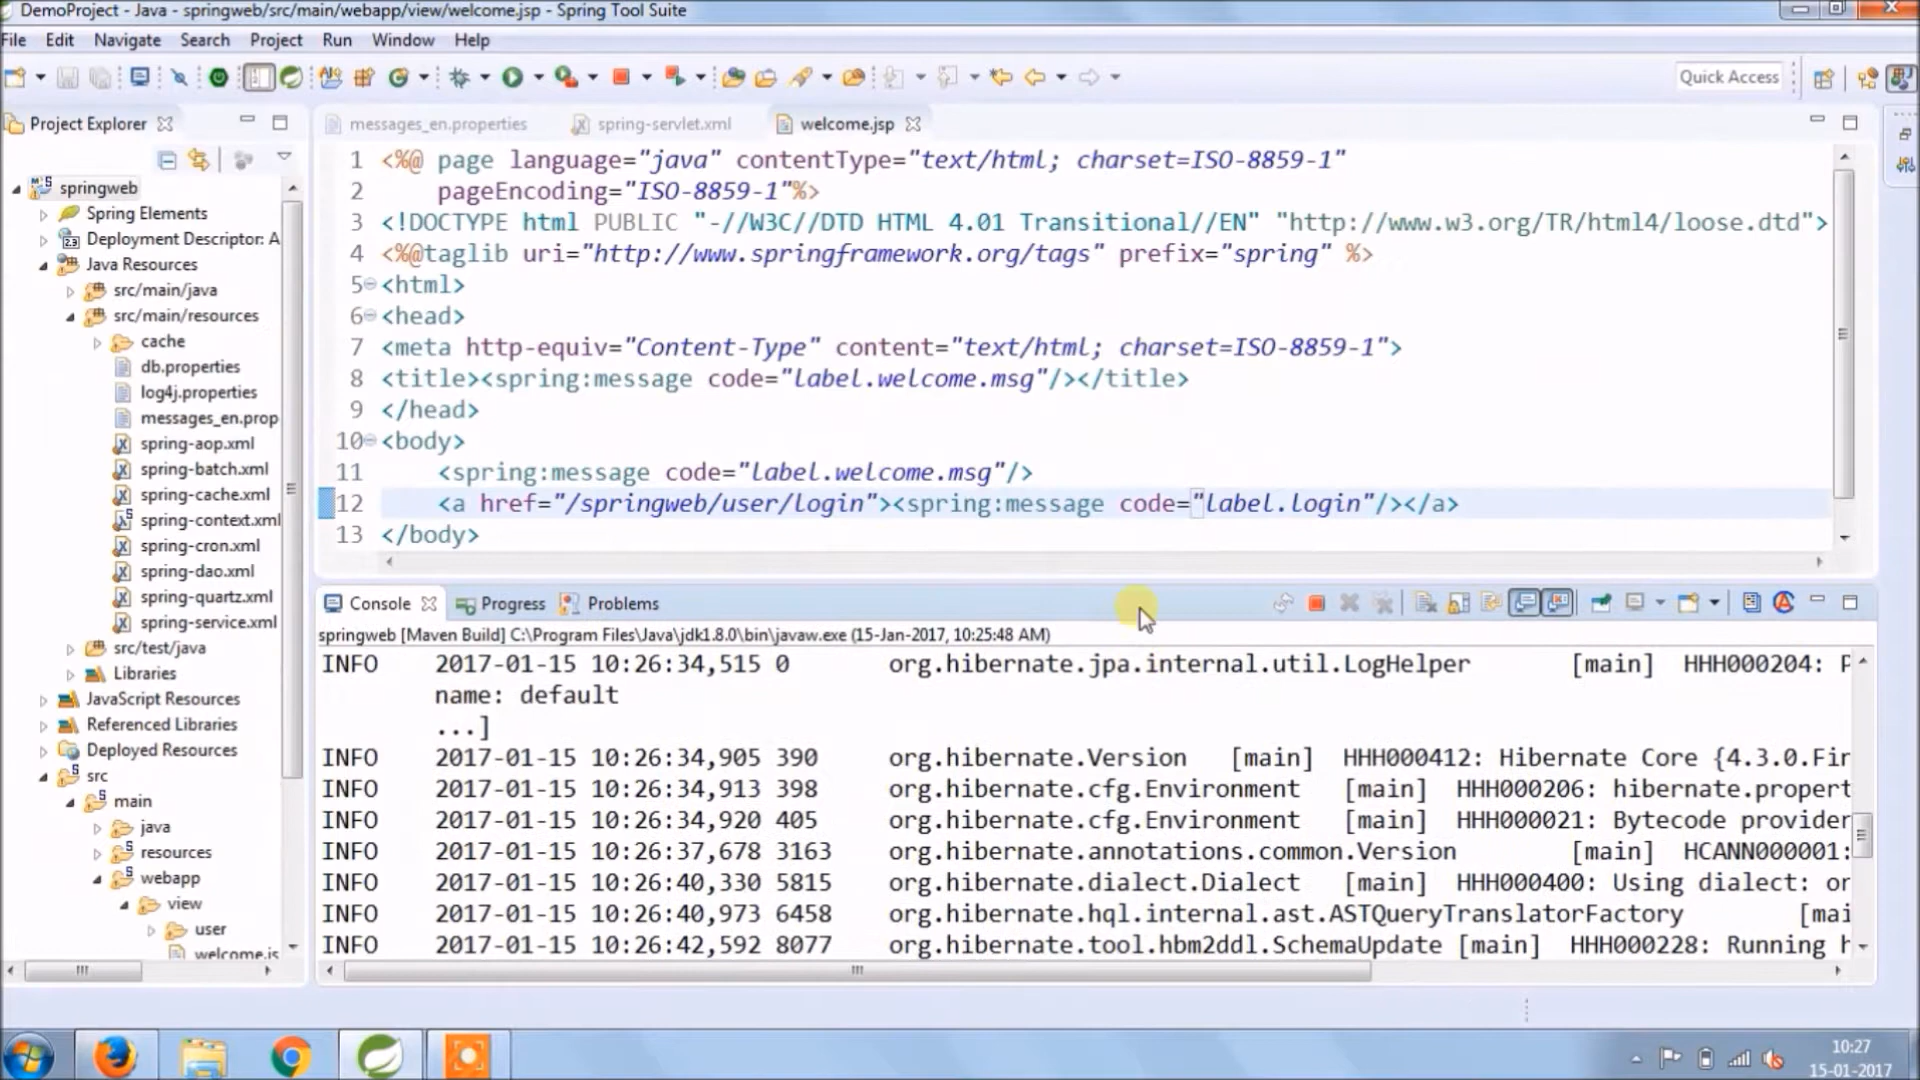 DemoProject - Java - springweb/src/main/webapp/view/welcome.jsp - Spring Tool Suite
File Edit Navigate Search Project Run Window Help
Quick Access
Project Explorer
springweb
Spring Elements
Deployment Descriptor: A
Java Resources
src/main/java
src/main/resources
cache
db.properties
log4j.properties
messages_en.prop
spring-aop.xml
spring-batch.xml
spring-cache.xml
spring-context.xml
spring-cron.xml
spring-dao.xml
spring-quartz.xml
spring-service.xml
src/test/java
Libraries
JavaScript Resources
Referenced Libraries
Deployed Resources
src
main
java
resources
webapp
view
user
welcome.js
messages_en.properties spring-servlet.xml welcome.jsp
1 <%@ page language="java" contentType="text/html; charset=ISO-8859-1"
2 pageEncoding="ISO-8859-1"%>
3 <!DOCTYPE html PUBLIC "-//W3C//DTD HTML 4.01 Transitional//EN" "http://www.w3.org/TR/html4/loose.dtd">
4 <%@taglib uri="http://www.springframework.org/tags" prefix="spring" %>
5 <html>
6 <head>
7 <meta http-equiv="Content-Type" content="text/html; charset=ISO-8859-1">
8 <title><spring:message code="label.welcome.msg"/></title>
9 </head>
10 <body>
11 <spring:message code="label.welcome.msg"/>
12 <a href="/springweb/user/login"><spring:message code="label.login"/></a>
13 </body>
Console Progress Problems
springweb [Maven Build] C:\Program Files\Java\jdk1.8.0\bin\javaw.exe (15-Jan-2017, 10:25:48 AM)
INFO 2017-01-15 10:26:34,515 0 org.hibernate.jpa.internal.util.LogHelper [main] HHH000204: P
name: default
...]
INFO 2017-01-15 10:26:34,905 390 org.hibernate.Version [main] HHH000412: Hibernate Core {4.3.0.Fir
INFO 2017-01-15 10:26:34,913 398 org.hibernate.cfg.Environment [main] HHH000206: hibernate.propert
INFO 2017-01-15 10:26:34,920 405 org.hibernate.cfg.Environment [main] HHH000021: Bytecode provider
INFO 2017-01-15 10:26:37,678 3163 org.hibernate.annotations.common.Version [main] HCANN000001:
INFO 2017-01-15 10:26:40,330 5815 org.hibernate.dialect.Dialect [main] HHH000400: Using dialect: or
INFO 2017-01-15 10:26:40,973 6458 org.hibernate.hql.internal.ast.ASTQueryTranslatorFactory [mai
INFO 2017-01-15 10:26:42,592 8077 org.hibernate.tool.hbm2ddl.SchemaUpdate [main] HHH000228: Running h
10:27
15-01-2017